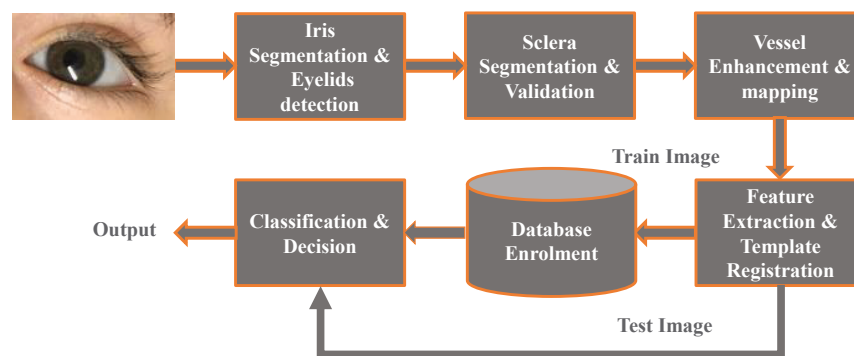 Iris
Segmentation &
Eyelids
detection
Sclera
Segmentation &
Validation
Vessel
Enhancement &
mapping
Train Image
Feature
Extraction &
Template
Registration
Database
Enrolment
Classification &
Decision
Output
Test Image